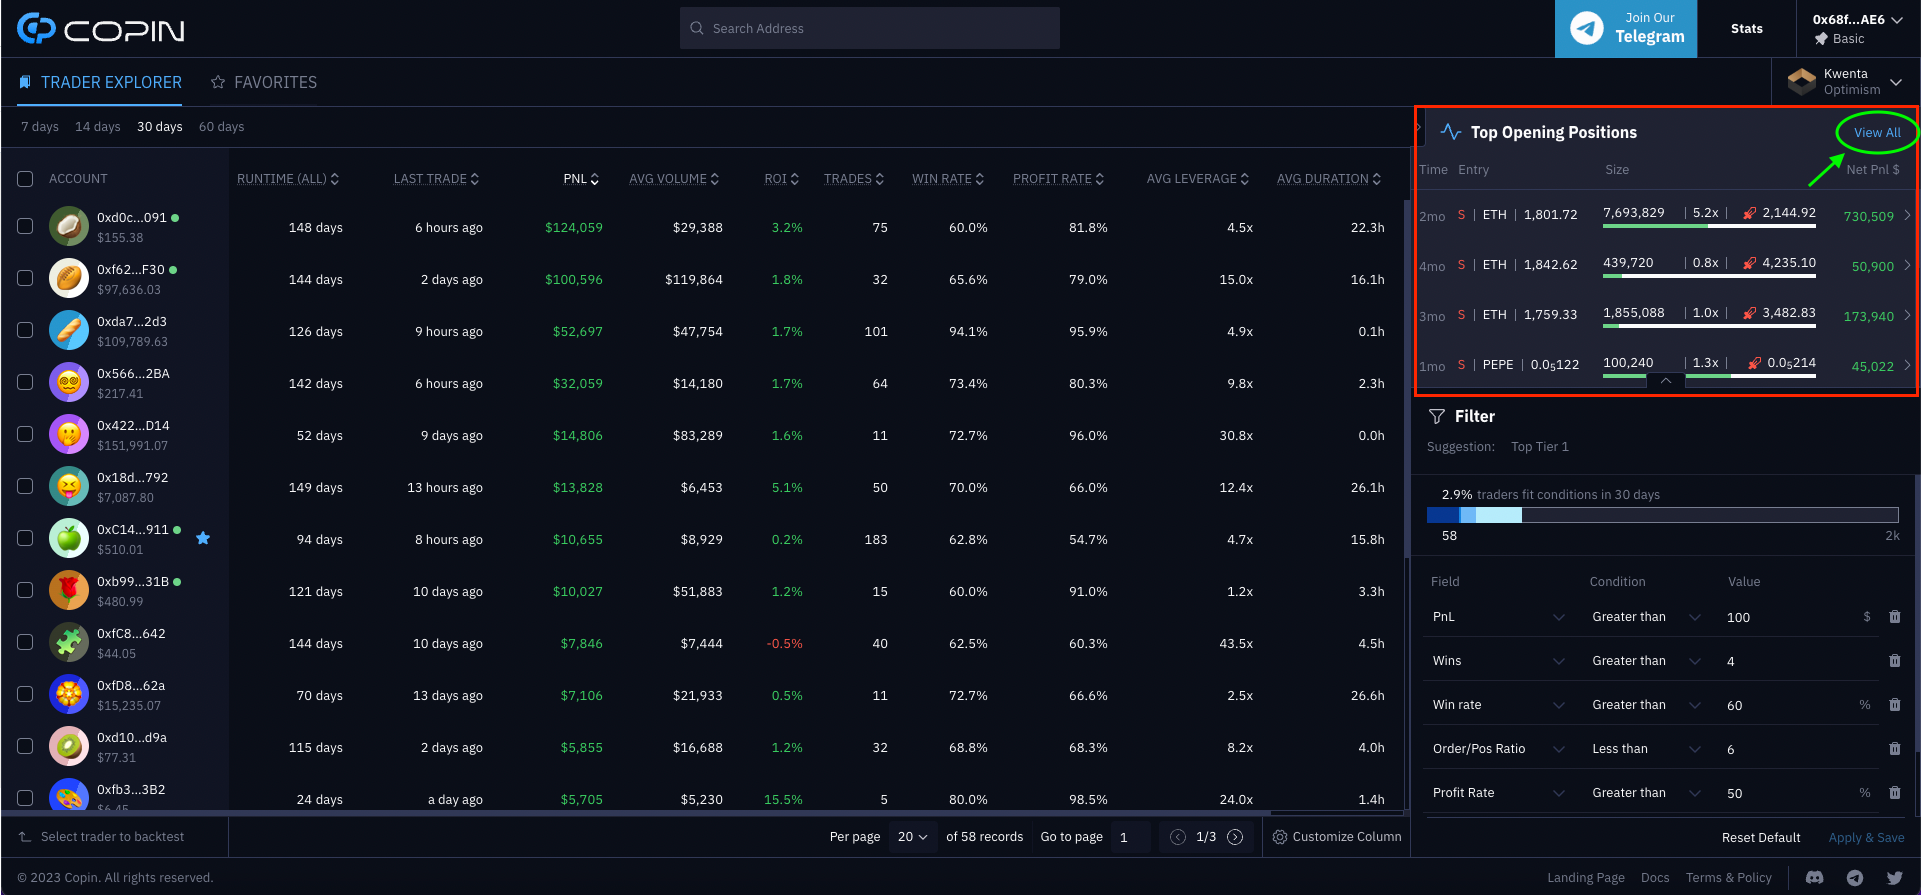 COPIN
Search Address
Join Our
Telegram
Stats
0x68f...AE6
Basic
TRADER EXPLORER
FAVORITES
Kwenta
Optimism
7 days 14 days 30 days 60 days
ACCOUNT RUNTIME (ALL) LAST TRADE PNL AVG VOLUME ROI TRADES WIN RATE PROFIT RATE AVG LEVERAGE AVG DURATION
0xd0c...091 148 days 6 hours ago $124,059 $29,388 3.2% 75 60.0% 81.8% 4.5x 22.3h
$155.38
0xf62...F30 144 days 2 days ago $100,596 $119,864 1.8% 32 65.6% 79.0% 15.0x 16.1h
$97,636.03
0xda7...2d3 126 days 9 hours ago $52,697 $47,754 1.7% 101 94.1% 95.9% 4.9x 0.1h
$109,789.63
0x566...2BA 142 days 6 hours ago $32,059 $14,180 1.7% 64 73.4% 80.3% 9.8x 2.3h
$217.41
0x422...D14 52 days 9 days ago $14,806 $83,289 1.6% 11 72.7% 96.0% 30.8x 0.0h
$151,991.07
0x18d...792 149 days 13 hours ago $13,828 $6,453 5.1% 50 70.0% 66.0% 12.4x 26.1h
$7,087.80
0xC14...911 94 days 8 hours ago $10,655 $8,929 0.2% 183 62.8% 54.7% 4.7x 15.8h
$510.01
0xb99...31B 121 days 10 days ago $10,027 $51,883 1.2% 15 60.0% 91.0% 1.2x 3.3h
$480.99
0xfC8...642 144 days 10 days ago $7,846 $7,444 -0.5% 40 62.5% 60.3% 43.5x 4.5h
$44.05
0xfD8...62a 70 days 13 days ago $7,106 $21,933 0.5% 11 72.7% 66.6% 2.5x 26.6h
$15,235.07
0xd10...d9a 115 days 2 days ago $5,855 $16,688 1.2% 32 68.8% 68.3% 8.2x 4.0h
$77.31
0xfb3...3B2 24 days a day ago $5,705 $5,230 15.5% 5 80.0% 98.5% 24.0x 1.4h
$6.45
Select trader to backtest
Per page 20 of 58 records Go to page 1 1/3 Customize Column
Top Opening Positions View All
Time Entry Size Net Pnl $
2mo S | ETH | 1,801.72 7,693,829 | 5.2x | 2,144.92 730,509
4mo S | ETH | 1,842.62 439,720 | 0.8x | 4,235.10 50,900
3mo S | ETH | 1,759.33 1,855,088 | 1.0x | 3,482.83 173,940
1mo S | PEPE | 0.0₅122 100,240 | 1.3x | 0.0₅214 45,022
Filter
Suggestion: Top Tier 1
2.9% traders fit conditions in 30 days
58 2k
Field Condition Value
PnL Greater than 100 $
Wins Greater than 4
Win rate Greater than 60 %
Order/Pos Ratio Less than 6
Profit Rate Greater than 50 %
Reset Default Apply & Save
© 2023 Copin. All rights reserved.
Landing Page Docs Terms & Policy